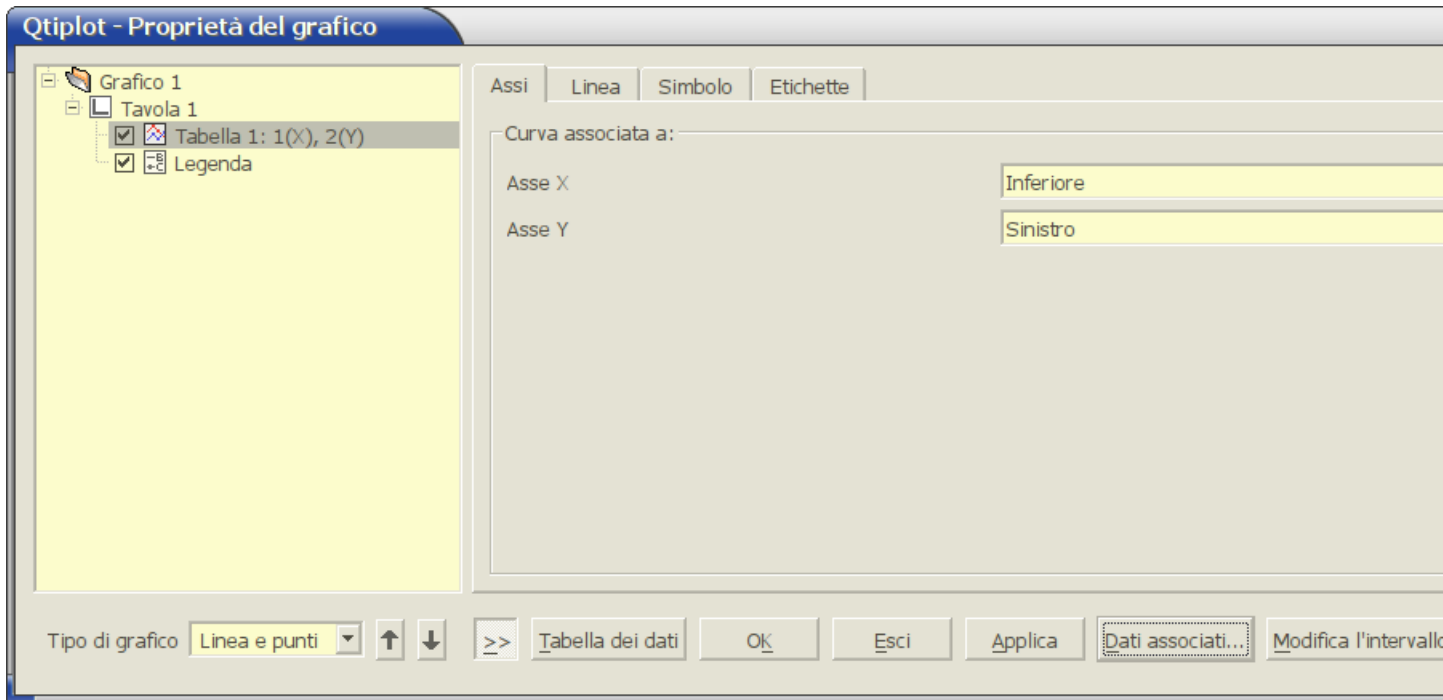 Qtiplot - Proprietà del grafico
Grafico 1
Tavola 1
Tabella 1: 1(X), 2(Y)
Legenda
Assi
Linea
Simbolo
Etichette
Curva associata a:
Asse X
Inferiore
Asse Y
Sinistro
Tipo di grafico
Linea e punti
>>
Tabella dei dati
OK
Esci
Applica
Dati associati...
Modifica l'intervallo